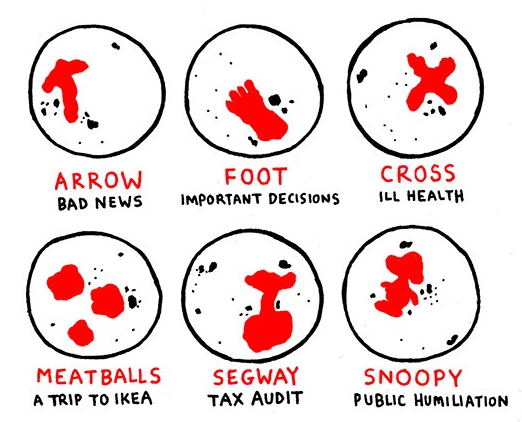 ARROW
BAD NEWS
FOOT
IMPORTANT DECISIONS
CROSS
ILL HEALTH
MEATBALLS
A TRIP TO IKEA
SEGWAY
TAX AUDIT
SNOOPY
PUBLIC HUMILIATION